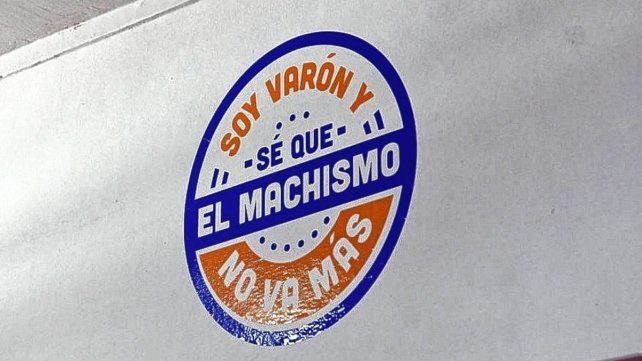 SOY VARÓN Y
SÉ QUE
EL MACHISMO
NO VA MÁS